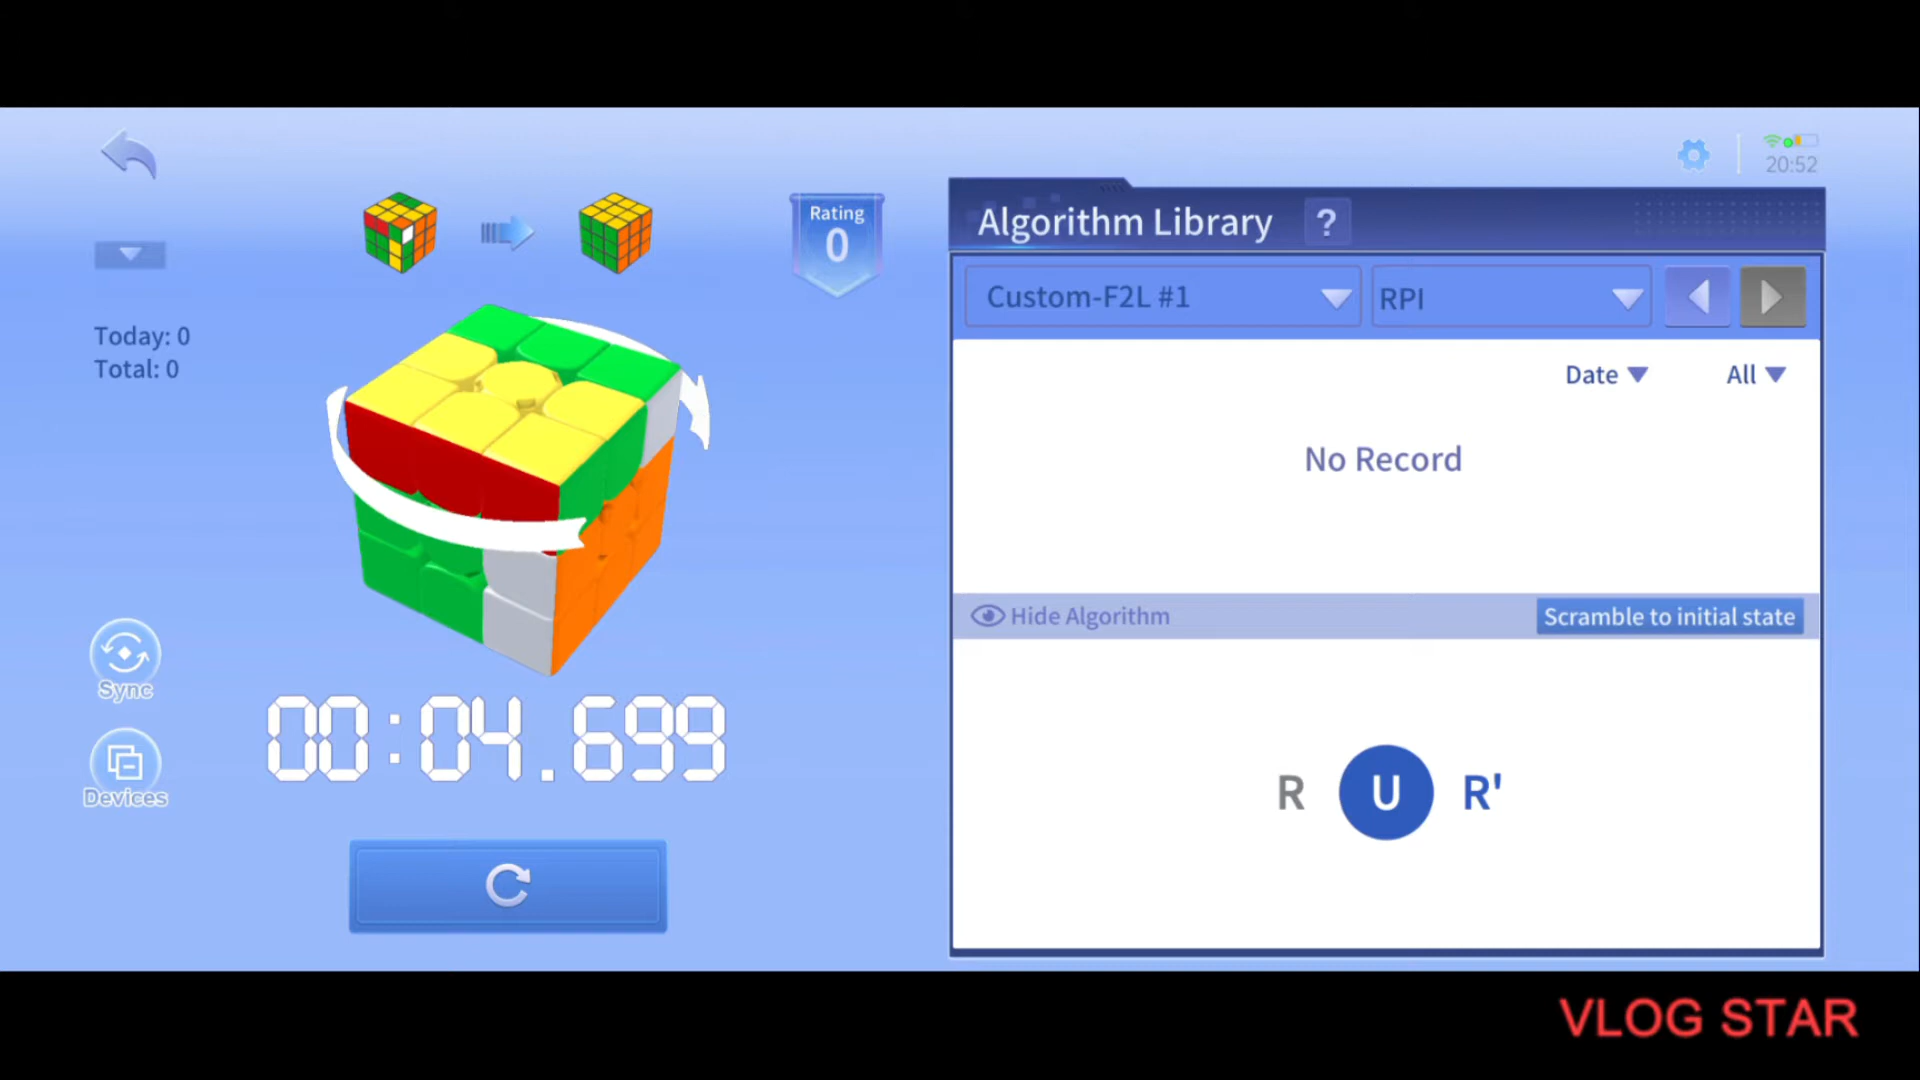 20:52
Rating
0
Algorithm Library ?
Custom-F2L #1
RPI
Today: 0
Total: 0
Date
All
No Record
Hide Algorithm
Scramble to initial state
Sync
00:04.699
Devices
R U R'
VLOG STAR